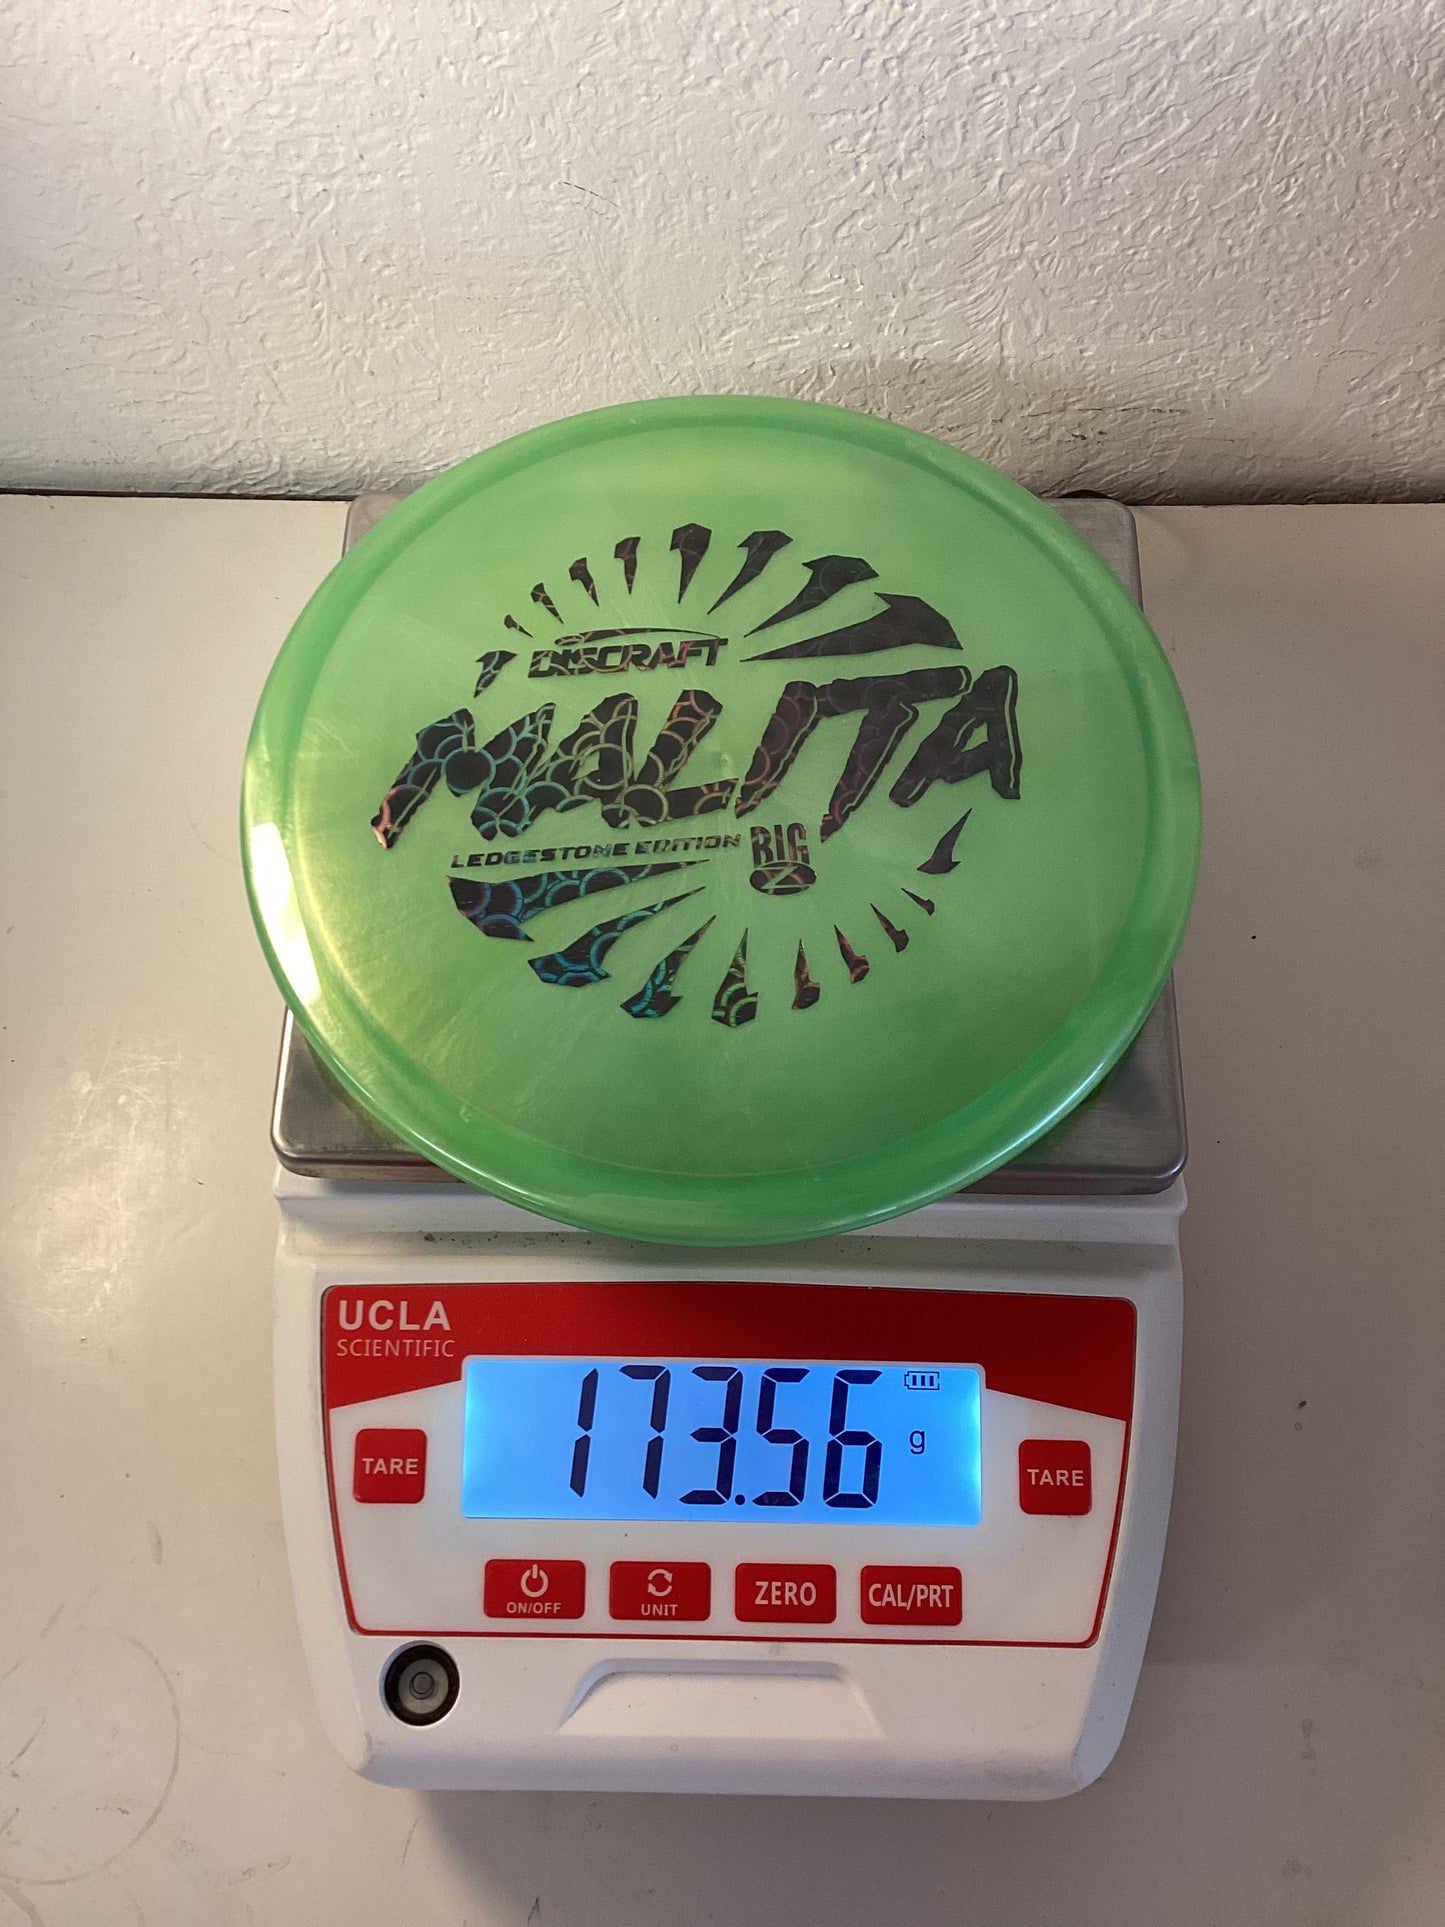 DISCRAFT
MALITA
LEDGESTONE EDITION BIG
Z
UCLA
SCIENTIFIC
173.56 g
TARE
TARE
ON/OFF
UNIT
ZERO
CAL/PRT